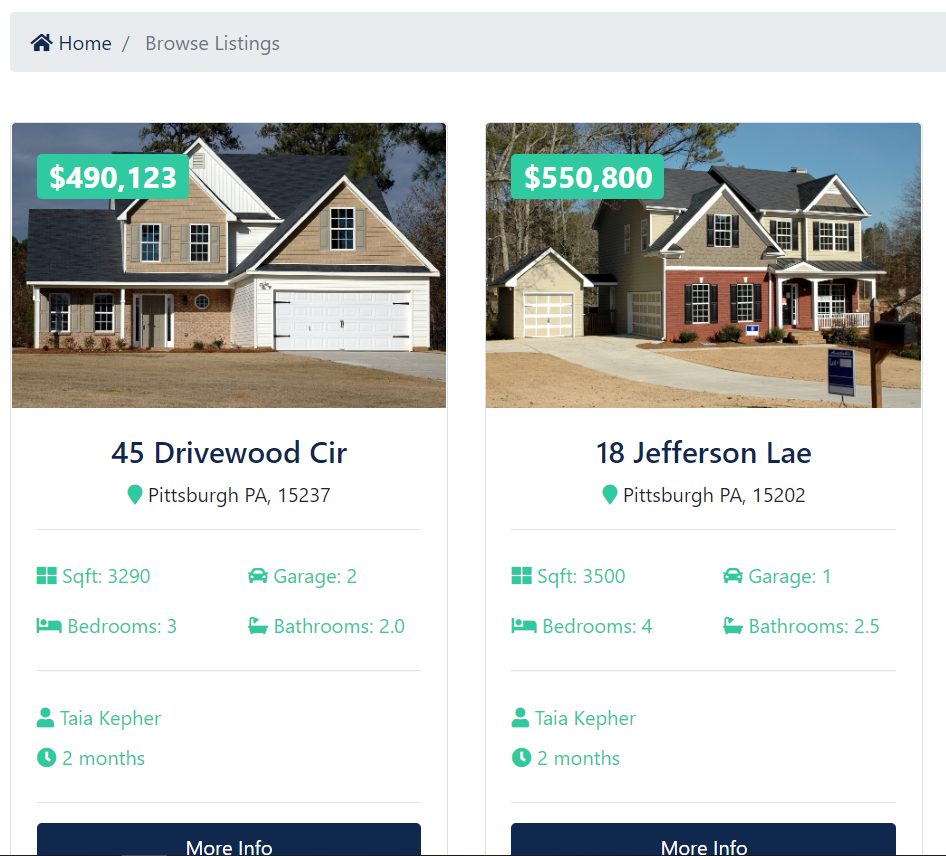 Home / Browse Listings
$490,123
45 Drivewood Cir
Pittsburgh PA, 15237
Sqft: 3290
Garage: 2
Bedrooms: 3
Bathrooms: 2.0
Taia Kepher
2 months
More Info
$550,800
18 Jefferson Lae
Pittsburgh PA, 15202
Sqft: 3500
Garage: 1
Bedrooms: 4
Bathrooms: 2.5
Taia Kepher
2 months
More Info